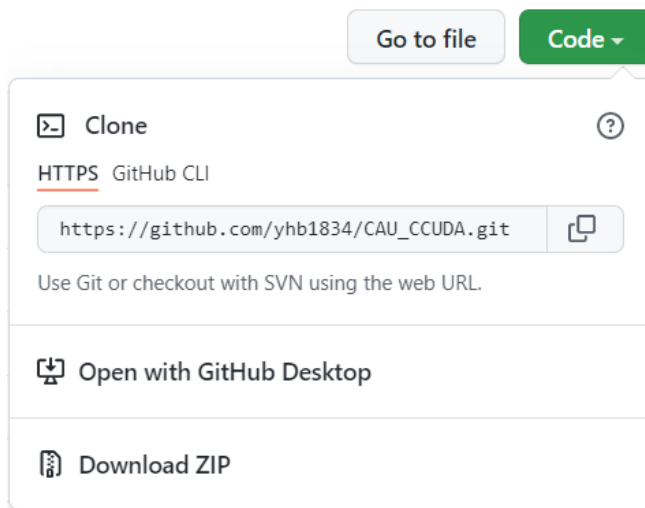 Go to file
Code
Clone
HTTPS GitHub CLI
https://github.com/yhb1834/CAU_CCUDA.git
Use Git or checkout with SVN using the web URL.
Open with GitHub Desktop
Download ZIP